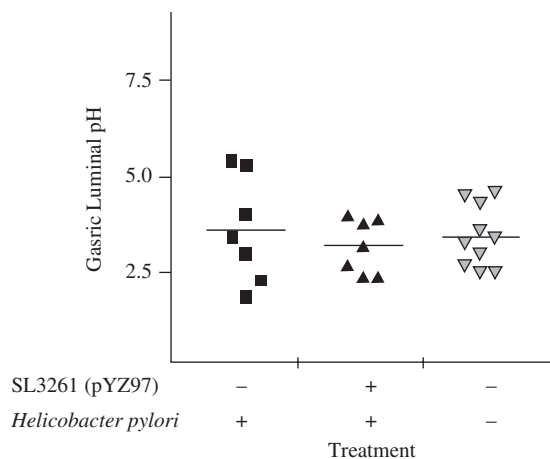 Gasric Luminal pH
7.5
5.0
2.5
SL3261 (pYZ97) – + –
Helicobacter pylori + + –
Treatment